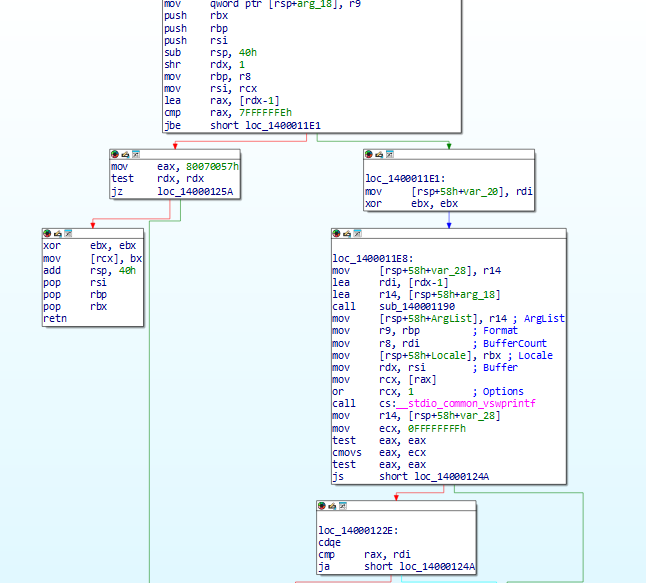 mov     qword ptr [rsp+arg_18], r9
push    rbx
push    rbp
push    rsi
sub     rsp, 40h
shr     rdx, 1
mov     rbp, r8
mov     rsi, rcx
lea     rax, [rdx-1]
cmp     rax, 7FFFFFFEh
jbe     short loc_1400011E1
mov     eax, 80070057h
test    rdx, rdx
jz      loc_14000125A
loc_1400011E1:
mov     [rsp+58h+var_20], rdi
xor     ebx, ebx
xor     ebx, ebx
mov     [rcx], bx
add     rsp, 40h
pop     rsi
pop     rbp
pop     rbx
retn
loc_1400011E8:
mov     [rsp+58h+var_28], r14
lea     rdi, [rdx-1]
lea     r14, [rsp+58h+arg_18]
call    sub_140001190
mov     [rsp+58h+ArgList], r14 ; ArgList
mov     r9, rbp         ; Format
mov     r8, rdi         ; BufferCount
mov     [rsp+58h+Locale], rbx ; Locale
mov     rdx, rsi        ; Buffer
mov     rcx, [rax]
or      rcx, 1          ; Options
call    cs:__stdio_common_vswprintf
mov     r14, [rsp+58h+var_28]
mov     ecx, 0FFFFFFFFh
test    eax, eax
cmovs   eax, ecx
test    eax, eax
js      short loc_14000124A
loc_14000122E:
cdqe
cmp     rax, rdi
ja      short loc_14000124A